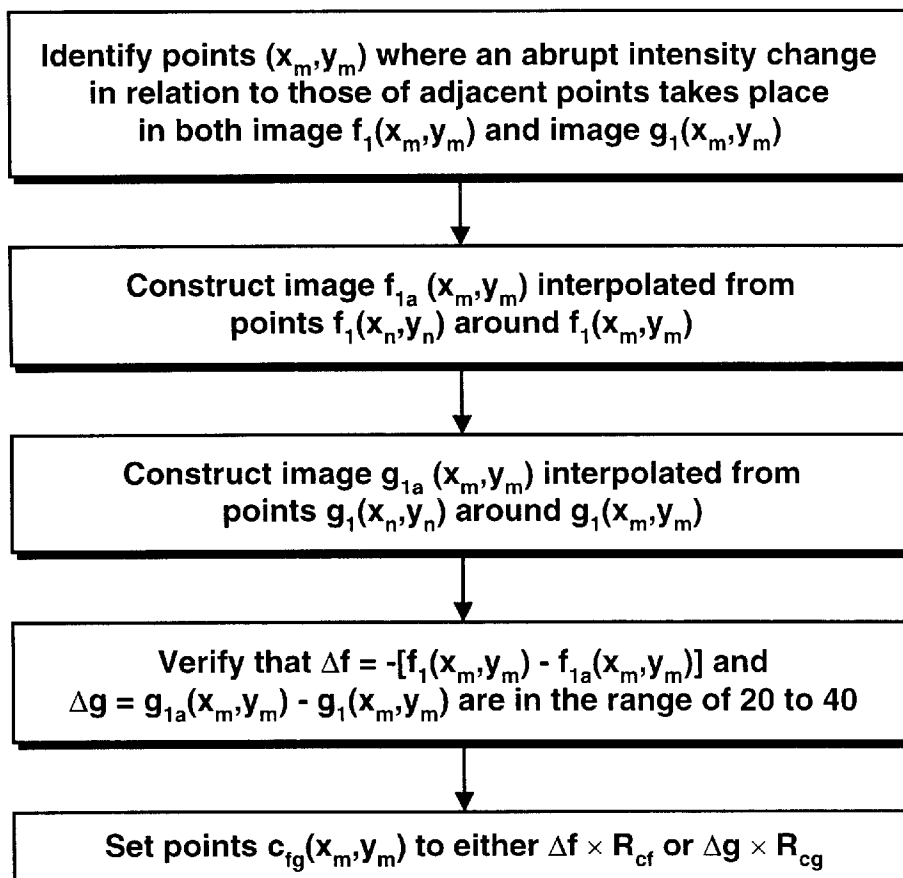 Identify points (xₘ,yₘ) where an abrupt intensity change
in relation to those of adjacent points takes place
in both image f₁(xₘ,yₘ) and image g₁(xₘ,yₘ)
Construct image f₁ₐ (xₘ,yₘ) interpolated from
points f₁(xₙ,yₙ) around f₁(xₘ,yₘ)
Construct image g₁ₐ (xₘ,yₘ) interpolated from
points g₁(xₙ,yₙ) around g₁(xₘ,yₘ)
Verify that Δf = -[f₁(xₘ,yₘ) - f₁ₐ(xₘ,yₘ)] and
Δg = g₁ₐ(xₘ,yₘ) - g₁(xₘ,yₘ) are in the range of 20 to 40
Set points c_fg(xₘ,yₘ) to either Δf × R_cf or Δg × R_cg